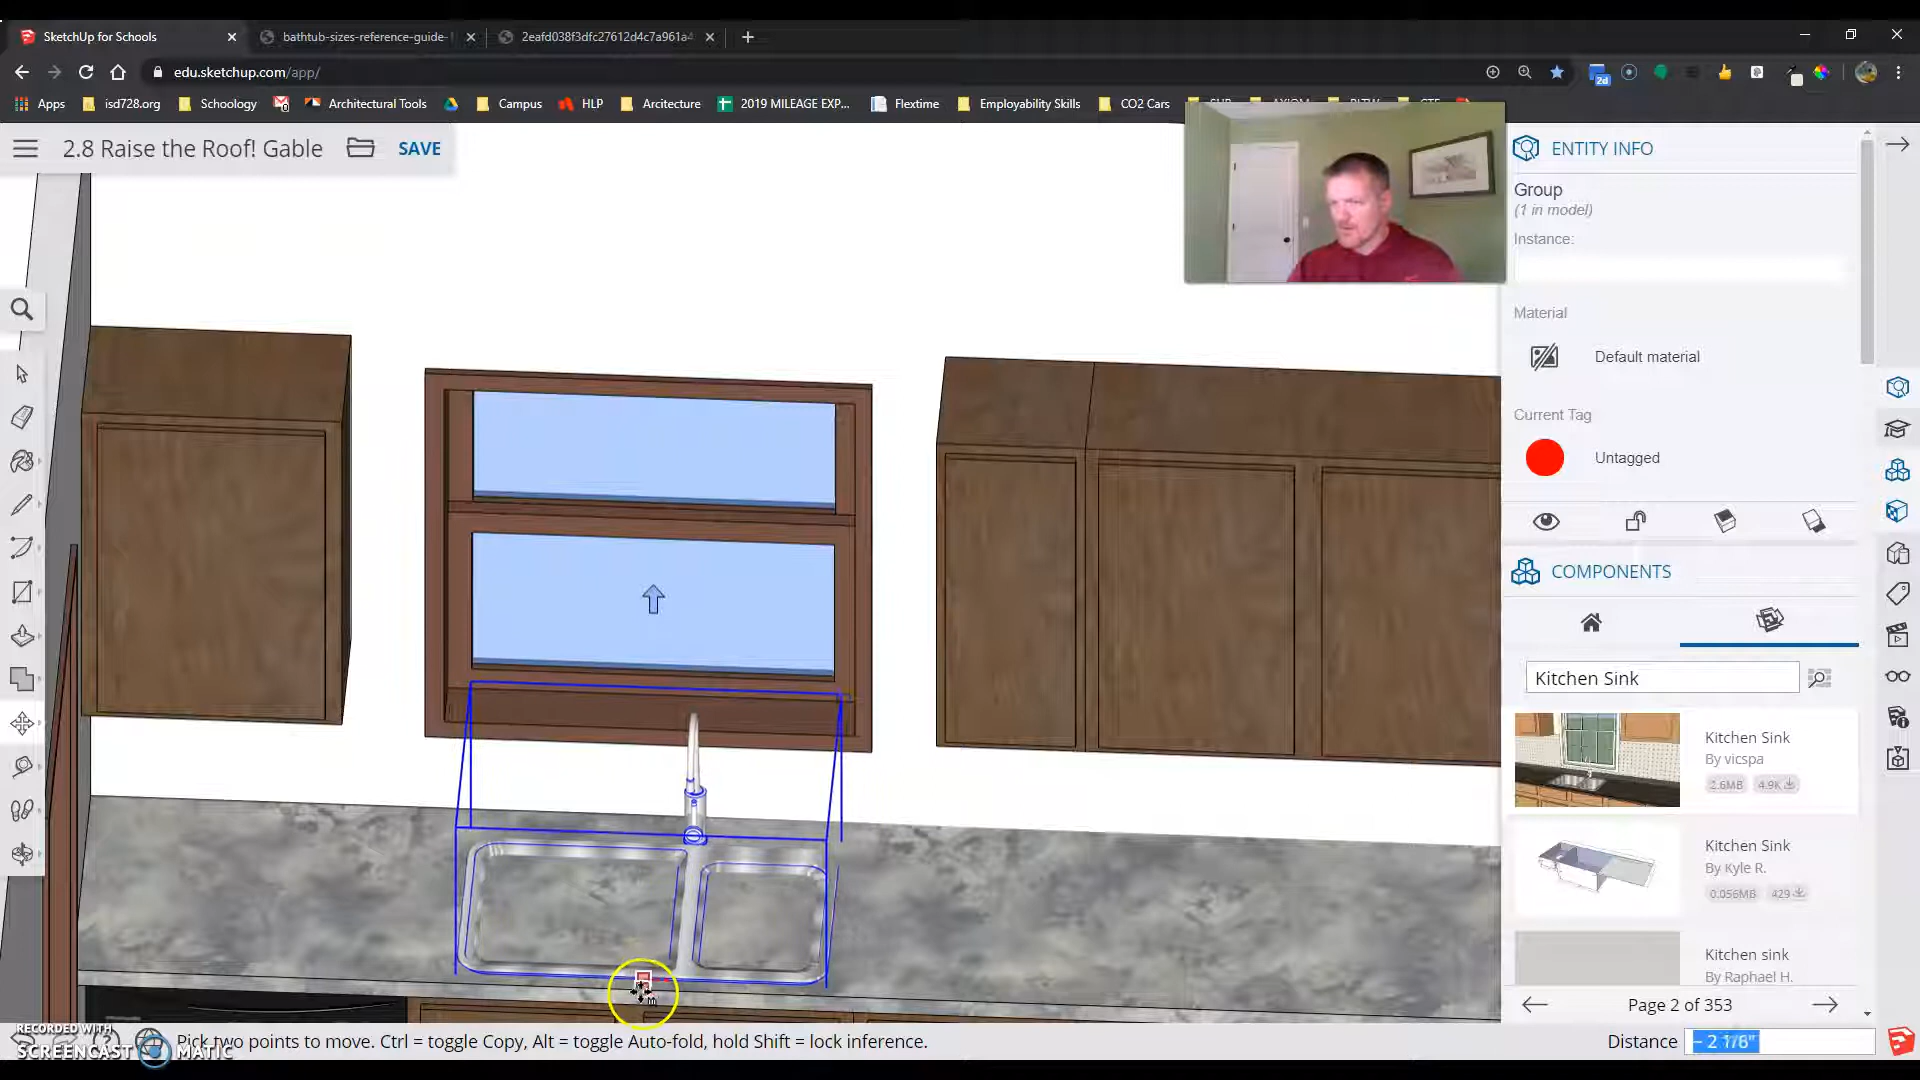 SketchUp for Schools
bathtub-sizes-reference-guide-
2eafd038f3dfc27612d4c7a961a4
edu.sketchup.com/app/
2d
Apps
isd728.org
Schoology
Architectural Tools
Campus
HLP
Arcitecture
2019 MILEAGE EXP...
Flextime
Employability Skills
CO2 Cars
2.8 Raise the Roof! Gable
SAVE
ENTITY INFO
Group
(1 in model)
Instance:
Material
Default material
Current Tag
Untagged
COMPONENTS
Kitchen Sink
Kitchen Sink
By vicspa
2.6MB
4.9K
Kitchen Sink
By Kyle R.
0.056MB
429
Kitchen sink
By Raphael H.
Page 2 of 353
RECORDED WITH
SCREENCAST MATIC
Pick two points to move. Ctrl = toggle Copy, Alt = toggle Auto-fold, hold Shift = lock inference.
Distance
~ 2 1/8"